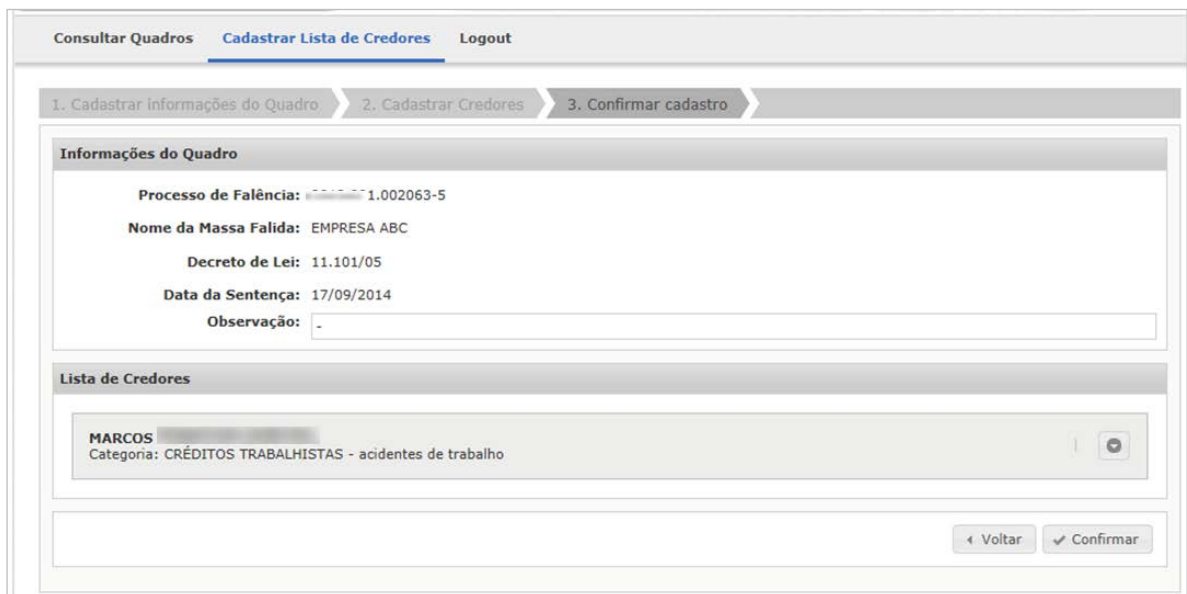 Consultar Quadros Cadastrar Lista de Credores Logout
1. Cadastrar informações do Quadro 2. Cadastrar Credores 3. Confirmar cadastro
Informações do Quadro
Processo de Falência: 1.002063-5
Nome da Massa Falida: EMPRESA ABC
Decreto de Lei: 11.101/05
Data da Sentença: 17/09/2014
Observação: -
Lista de Credores
MARCOS
Categoria: CRÉDITOS TRABALHISTAS - acidentes de trabalho
Voltar Confirmar